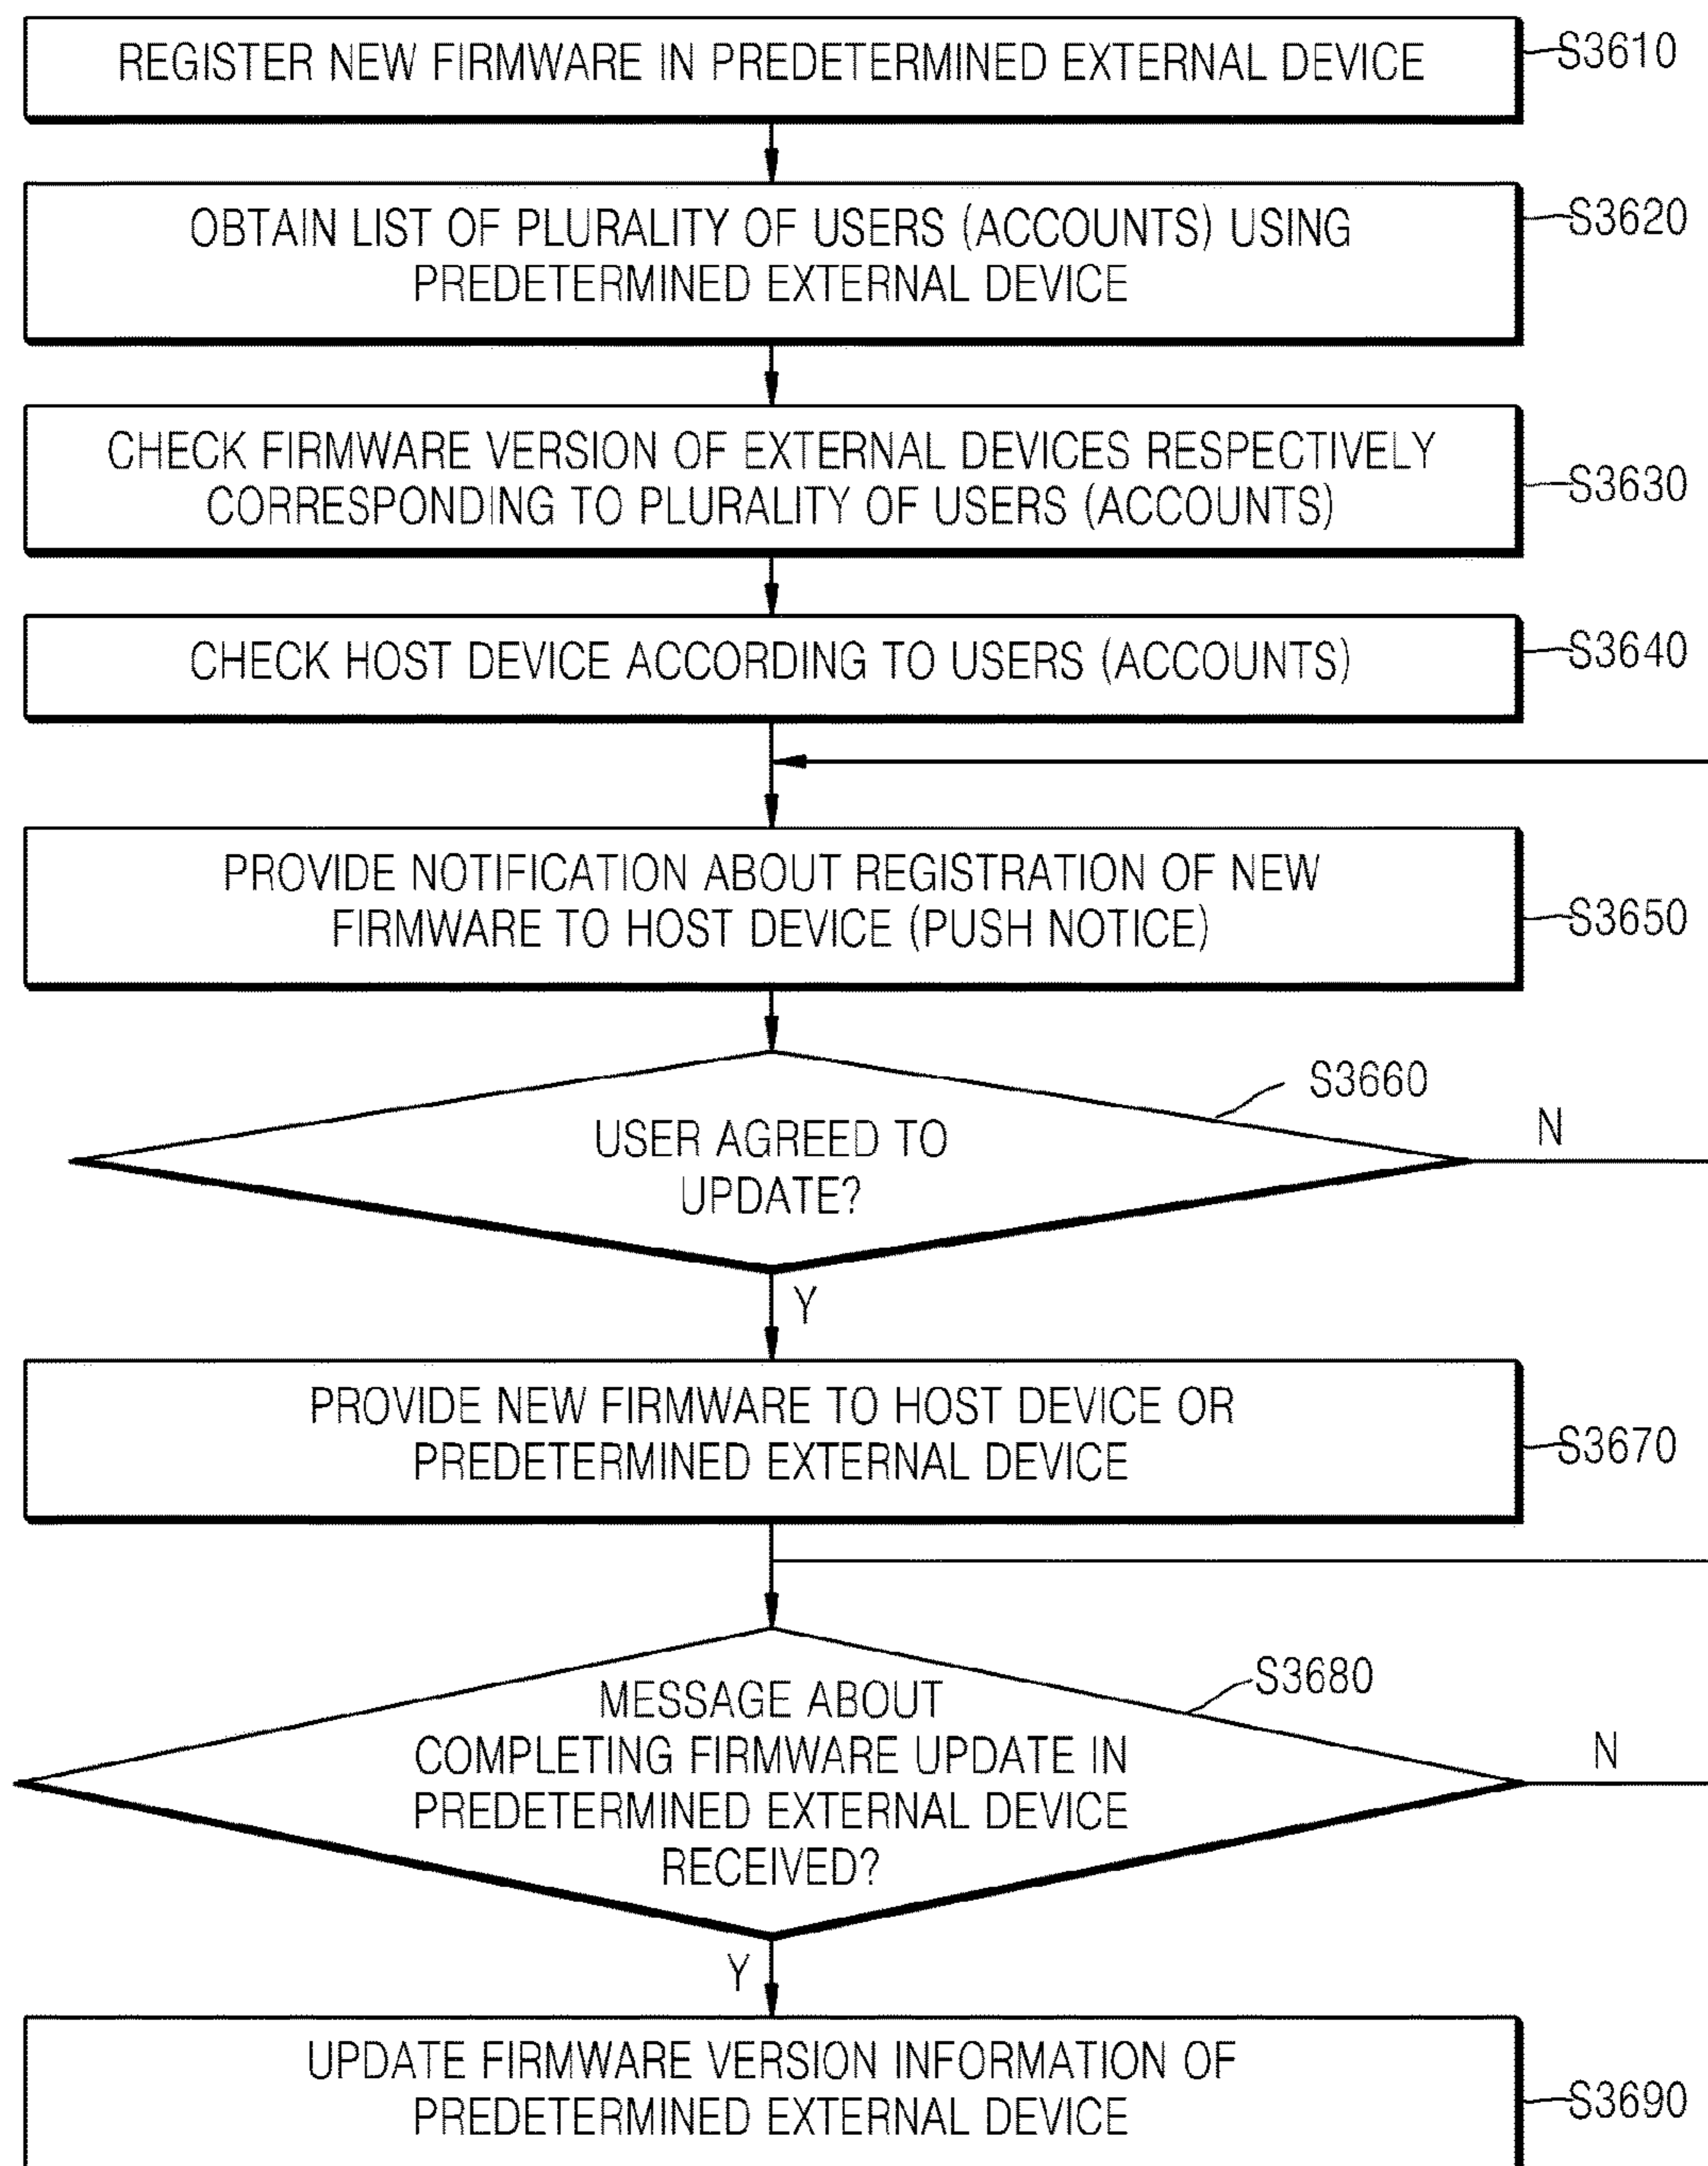 REGISTER NEW FIRMWARE IN PREDETERMINED EXTERNAL DEVICE
S3610
OBTAIN LIST OF PLURALITY OF USERS (ACCOUNTS) USING
PREDETERMINED EXTERNAL DEVICE
S3620
CHECK FIRMWARE VERSION OF EXTERNAL DEVICES RESPECTIVELY
CORRESPONDING TO PLURALITY OF USERS (ACCOUNTS)
S3630
CHECK HOST DEVICE ACCORDING TO USERS (ACCOUNTS)
S3640
PROVIDE NOTIFICATION ABOUT REGISTRATION OF NEW
FIRMWARE TO HOST DEVICE (PUSH NOTICE)
S3650
S3660
USER AGREED TO
UPDATE?
N
Y
PROVIDE NEW FIRMWARE TO HOST DEVICE OR
PREDETERMINED EXTERNAL DEVICE
S3670
S3680
MESSAGE ABOUT
COMPLETING FIRMWARE UPDATE IN
PREDETERMINED EXTERNAL DEVICE
RECEIVED?
N
Y
UPDATE FIRMWARE VERSION INFORMATION OF
PREDETERMINED EXTERNAL DEVICE
S3690